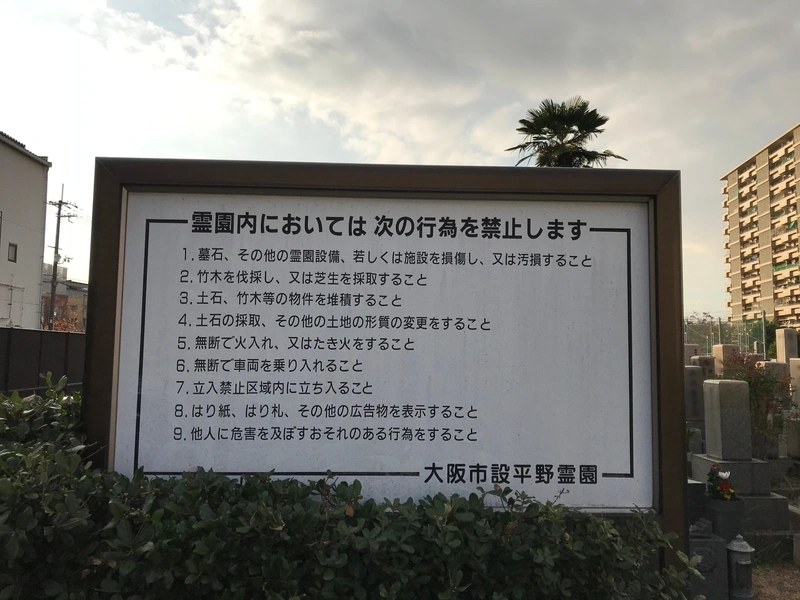 霊園内においては 次の行為を禁止します
1. 墓石、その他の霊園設備、若しくは施設を損傷し、又は汚損すること
2. 竹木を伐採し、又は芝生を採取すること
3. 土石、竹木等の物件を堆積すること
4. 土石の採取、その他の土地の形質の変更をすること
5. 無断で火入れ、又はたき火をすること
6. 無断で車両を乗り入れること
7. 立入禁止区域内に立ち入ること
8. はり紙、はり札、その他の広告物を表示すること
9. 他人に危害を及ぼすおそれのある行為をすること
大阪市設平野霊園